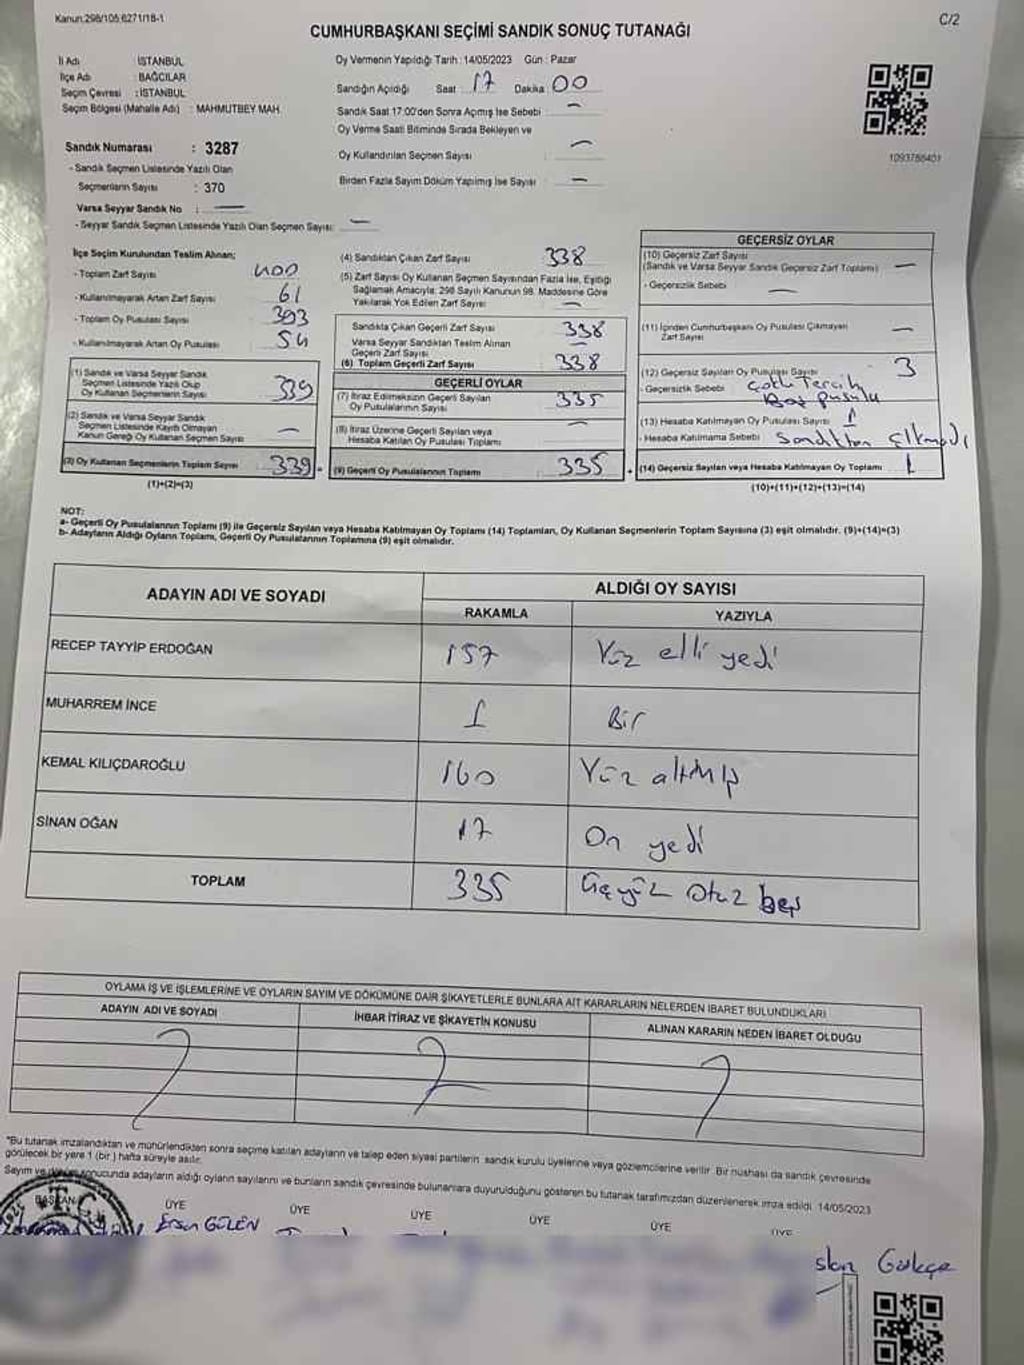 Kanun:298/105;6271/18-1
C/2
CUMHURBAŞKANI SEÇİMİ SANDIK SONUÇ TUTANAĞI
İl Adı : İSTANBUL
İlçe Adı : BAĞCILAR
Seçim Çevresi : İSTANBUL
Seçim Bölgesi (Mahalle Adı) : MAHMUTBEY MAH.
Oy Vermenin Yapıldığı Tarih : 14/05/2023 Gün : Pazar
Sandığın Açıldığı Saat 17 Dakika 00
Sandık Saat 17:00'den Sonra Açılmış İse Sebebi : —
Oy Verme Saati Bitiminde Sırada Bekleyen ve
Oy Kullandırılan Seçmen Sayısı : —
Birden Fazla Sayım Döküm Yapılmış İse Sayısı : —
1093786401
Sandık Numarası : 3287
- Sandık Seçmen Listesinde Yazılı Olan
Seçmenlerin Sayısı : 370
Varsa Seyyar Sandık No : —
- Seyyar Sandık Seçmen Listesinde Yazılı Olan Seçmen Sayısı: —
İlçe Seçim Kurulundan Teslim Alınan;
- Toplam Zarf Sayısı 400
- Kullanılmayarak Artan Zarf Sayısı 61
- Toplam Oy Pusulası Sayısı 393
- Kullanılmayarak Artan Oy Pusulası 54
(1) Sandık ve Varsa Seyyar Sandık
Seçmen Listesinde Yazılı Olup
Oy Kullanan Seçmenlerin Sayısı 339
(2) Sandık ve Varsa Seyyar Sandık
Seçmen Listesinde Kayıtlı Olmayan
Kanun Gereği Oy Kullanan Seçmen Sayısı —
(3) Oy Kullanan Seçmenlerin Toplam Sayısı 339
(1)+(2)=(3)
(4) Sandıktan Çıkan Zarf Sayısı 338
(5) Zarf Sayısı Oy Kullanan Seçmen Sayısından Fazla İse, Eşitliği
Sağlamak Amacıyla; 298 Sayılı Kanunun 98. Maddesine Göre
Yakılarak Yok Edilen Zarf Sayısı —
Sandıkta Çıkan Geçerli Zarf Sayısı 338
Varsa Seyyar Sandıktan Teslim Alınan
Geçerli Zarf Sayısı —
(6) Toplam Geçerli Zarf Sayısı 338
GEÇERLİ OYLAR
(7) İtiraz Edilmeksizin Geçerli Sayılan
Oy Pusulalarının Sayısı 335
(8) İtiraz Üzerine Geçerli Sayılan veya
Hesaba Katılan Oy Pusulası Toplamı —
(9) Geçerli Oy Pusulalarının Toplamı 335
GEÇERSİZ OYLAR
(10) Geçersiz Zarf Sayısı
(Sandık ve Varsa Seyyar Sandık Geçersiz Zarf Toplamı) —
- Geçersizlik Sebebi —
(11) İçinden Cumhurbaşkanı Oy Pusulası Çıkmayan
Zarf Sayısı —
(12) Geçersiz Sayılan Oy Pusulası Sayısı 3
- Geçersizlik Sebebi
(13) Hesaba Katılmayan Oy Pusulası Sayısı 1
- Hesaba Katılmama Sebebi Sandıktan Çıkmadı
(14) Geçersiz Sayılan veya Hesaba Katılmayan Oy Toplamı 1
(10)+(11)+(12)+(13)=(14)
NOT:
a- Geçerli Oy Pusulalarının Toplamı (9) ile Geçersiz Sayılan veya Hesaba Katılmayan Oy Toplamı (14) Toplamları, Oy Kullanan Seçmenlerin Toplam Sayısına (3) eşit olmalıdır. (9)+(14)=(3)
b- Adayların Aldığı Oyların Toplamı, Geçerli Oy Pusulalarının Toplamına (9) eşit olmalıdır.
ADAYIN ADI VE SOYADI
ALDIĞI OY SAYISI
RAKAMLA YAZIYLA
RECEP TAYYİP ERDOĞAN 157 Yüz elli yedi
MUHARREM İNCE 1 Bir
KEMAL KILIÇDAROĞLU 160 Yüz altmış
SİNAN OĞAN 17 On yedi
TOPLAM 335 Üçyüz otuz beş
OYLAMA İŞ VE İŞLEMLERİNE VE OYLARIN SAYIM VE DÖKÜMÜNE DAİR ŞİKAYETLERLE BUNLARA AİT KARARLARIN NELERDEN İBARET BULUNDUKLARI
ADAYIN ADI VE SOYADI İHBAR İTİRAZ VE ŞİKAYETİN KONUSU ALINAN KARARIN NEDEN İBARET OLDUĞU
"Bu tutanak imzalandıktan ve mühürlendikten sonra seçime katılan adayların ve talep eden siyasi partilerin sandık kurulu üyelerine veya gözlemcilerine verilir. Bir nüshası da sandık çevresinde
görülecek bir yere 1 (bir) hafta süreyle asılır.
Sayım ve döküm sonucunda adayların aldığı oyların sayılarını ve bunların sandık çevresinde bulunanlara duyurulduğunu gösteren bu tutanak tarafımızdan düzenlenerek imza edildi. 14/05/2023
BAŞKAN ÜYE ÜYE ÜYE ÜYE ÜYE ÜYE
T.C.
Ersin GÜLEN
Gökçe